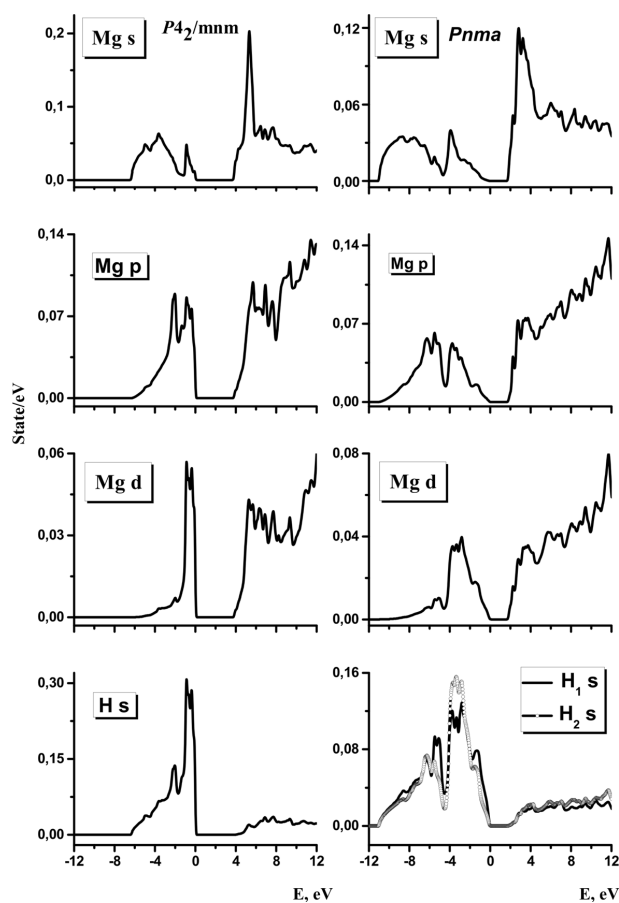 Mg s
P4₂/mnm
0,2
0,1
0,0
Mg s
Pnma
0,12
0,06
0,00
Mg p
0,14
0,07
0,00
Mg p
0,14
0,07
0,00
State/eV
Mg d
0,06
0,03
0,00
Mg d
0,08
0,04
0,00
H s
0,30
0,15
0,00
H₁ s
H₂ s
0,16
0,08
0,00
-12 -8 -4 0 4 8 12
-12 -8 -4 0 4 8 12
E, eV
E, eV